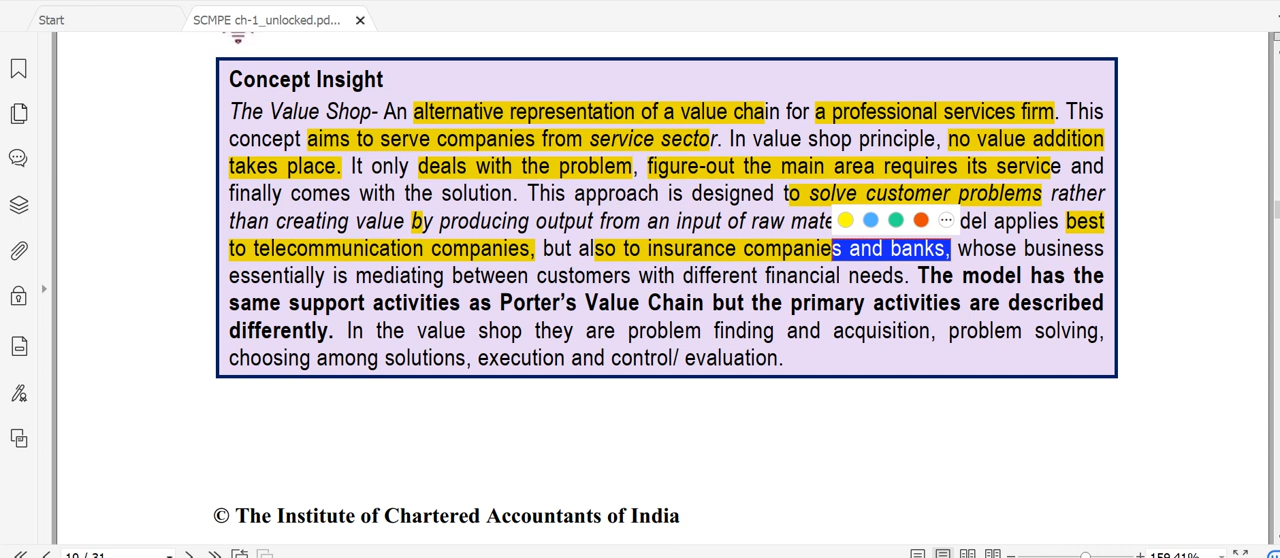 Start
SCMPE ch-1_unlocked.pd...
Concept Insight
The Value Shop- An alternative representation of a value chain for a professional services firm. This
concept aims to serve companies from service sector. In value shop principle, no value addition
takes place. It only deals with the problem, figure-out the main area requires its service and
finally comes with the solution. This approach is designed to solve customer problems rather
than creating value by producing output from an input of raw mate del applies best
to telecommunication companies, but also to insurance companies and banks, whose business
essentially is mediating between customers with different financial needs. The model has the
same support activities as Porter's Value Chain but the primary activities are described
differently. In the value shop they are problem finding and acquisition, problem solving,
choosing among solutions, execution and control/ evaluation.
© The Institute of Chartered Accountants of India
10 / 31
159.41%